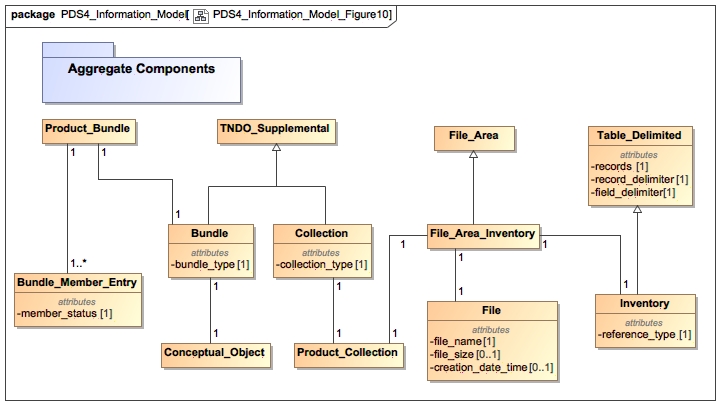 package PDS4_Information_Model[ PDS4_Information_Model_Figure10]
Aggregate Components
Product_Bundle
TNDO_Supplemental
File_Area
Table_Delimited
attributes
-records [1]
-record_delimiter[1]
-field_delimiter[1]
1
1
1
1..*
Bundle
attributes
-bundle_type[1]
Collection
attributes
-collection_type[1]
File_Area_Inventory
1
1
1
Bundle_Member_Entry
attributes
-member_status [1]
1
1
1
1
1
1
1
File
attributes
-file_name[1]
-file_size [0..1]
-creation_date_time[0..1]
Inventory
attributes
-reference_type[1]
Conceptual_Object
Product_Collection